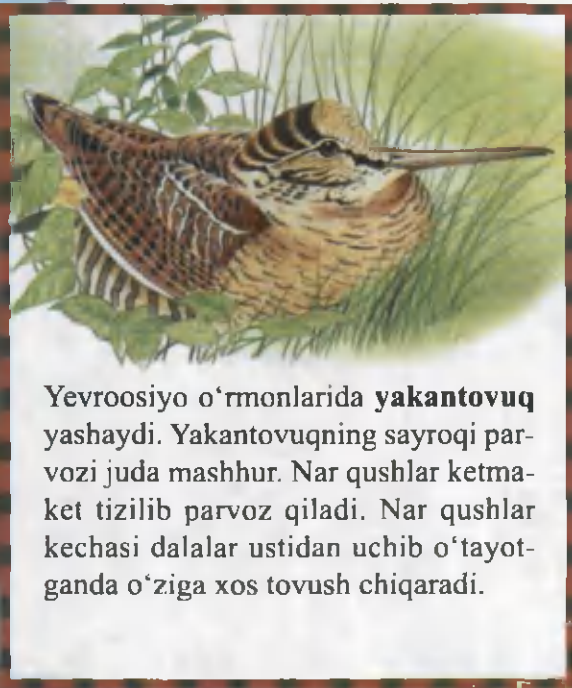 Yevroosiyo o‘rmonlarida yakantovuq
yashaydi. Yakantovuqning sayroqi par-
vozi juda mashhur. Nar qushlar ketma-
ket tizilib parvoz qiladi. Nar qushlar
kechasi dalalar ustidan uchib o‘tayot-
ganda o‘ziga xos tovush chiqaradi.